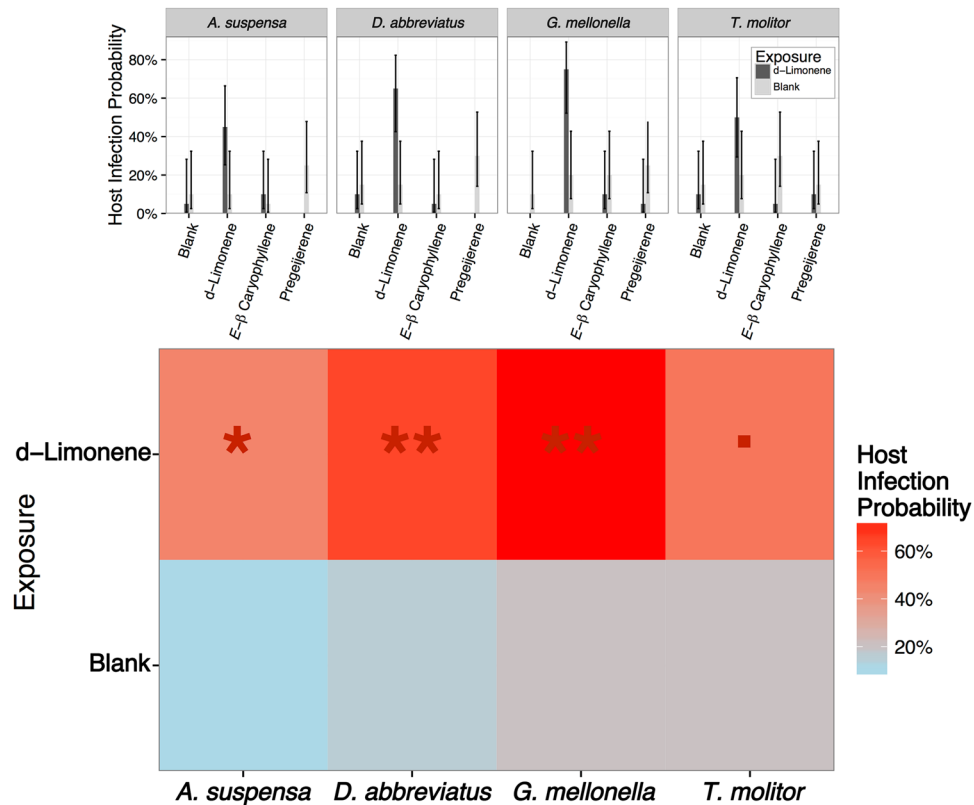 A. suspensa
D. abbreviatus
G. mellonella
T. molitor
Host Infection Probability
80%
60%
40%
20%
0%
Exposure
d−Limonene
Blank
Blank
d−Limonene
E−β Caryophyllene
Pregeijerene
Blank
d−Limonene
E−β Caryophyllene
Pregeijerene
Blank
d−Limonene
E−β Caryophyllene
Pregeijerene
Blank
d−Limonene
E−β Caryophyllene
Pregeijerene
Exposure
d−Limonene
Blank
*
**
**
A. suspensa
D. abbreviatus
G. mellonella
T. molitor
Host
Infection
Probability
60%
40%
20%